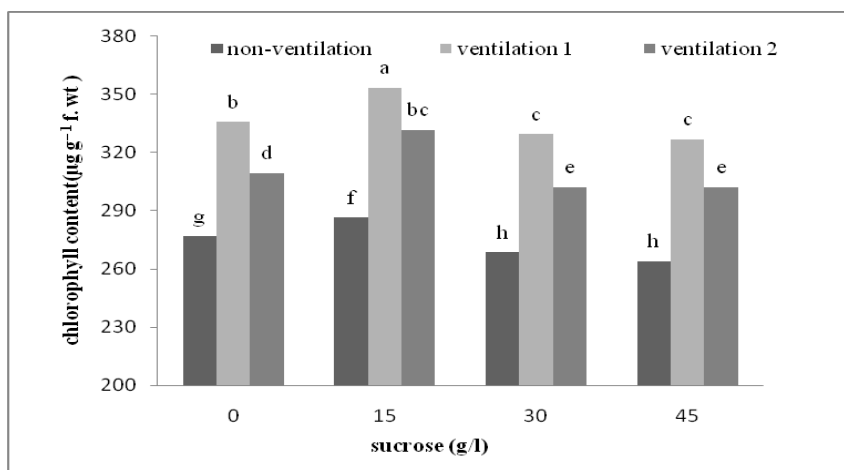 380
non-ventilation ventilation 1 ventilation 2
350
a
b
bc
c
c
320
d
e
e
290
f
g
h
h
260
230
200
0 15 30 45
sucrose (g/l)
chlorophyll content(µg g⁻¹ f. wt )